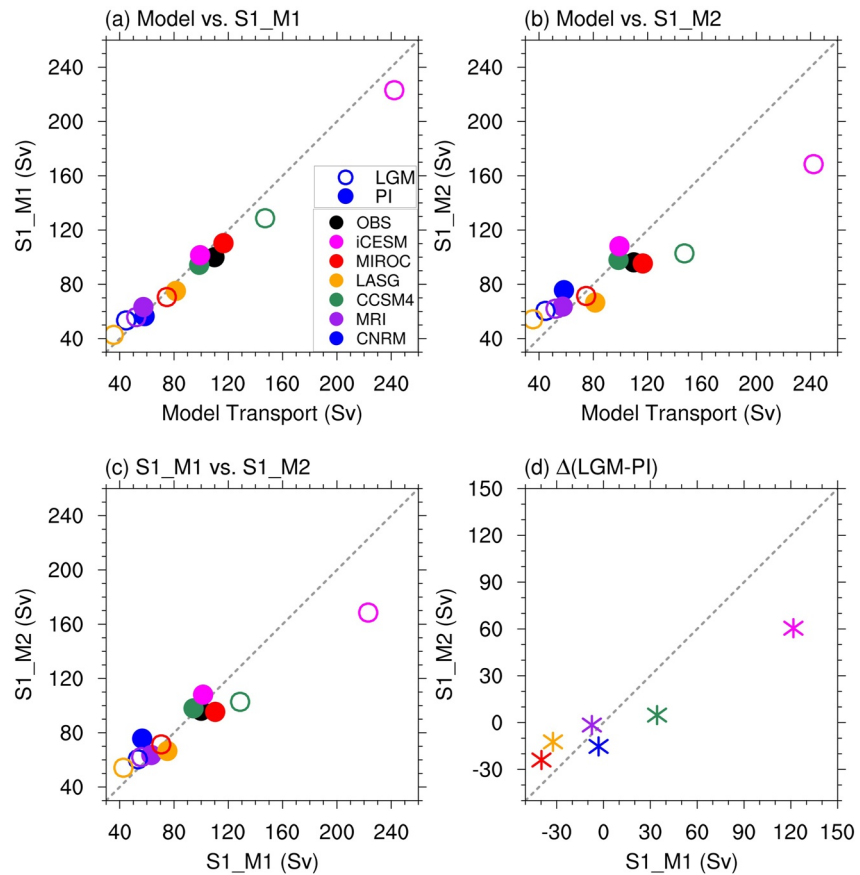 (a) Model vs. S1_M1
240
200
160
120
80
40
S1_M1 (Sv)
40 80 120 160 200 240
Model Transport (Sv)
LGM
PI
OBS
iCESM
MIROC
LASG
CCSM4
MRI
CNRM
(b) Model vs. S1_M2
240
200
160
120
80
40
S1_M2 (Sv)
40 80 120 160 200 240
Model Transport (Sv)
(c) S1_M1 vs. S1_M2
240
200
160
120
80
40
S1_M2 (Sv)
40 80 120 160 200 240
S1_M1 (Sv)
(d) Δ(LGM-PI)
150
120
90
60
30
0
-30
S1_M2 (Sv)
-30 0 30 60 90 120 150
S1_M1 (Sv)